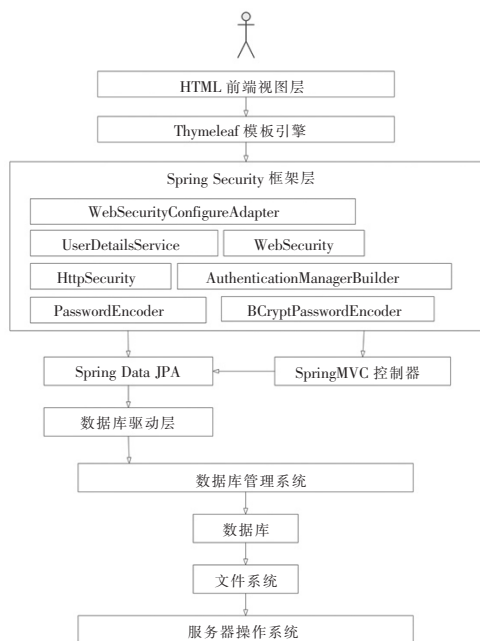 HTML 前端视图层
Thymeleaf 模板引擎
Spring Security 框架层
WebSecurityConfigureAdapter
UserDetailsService
WebSecurity
HttpSecurity
AuthenticationManagerBuilder
PasswordEncoder
BCryptPasswordEncoder
Spring Data JPA
SpringMVC 控制器
数据库驱动层
数据库管理系统
数据库
文件系统
服务器操作系统